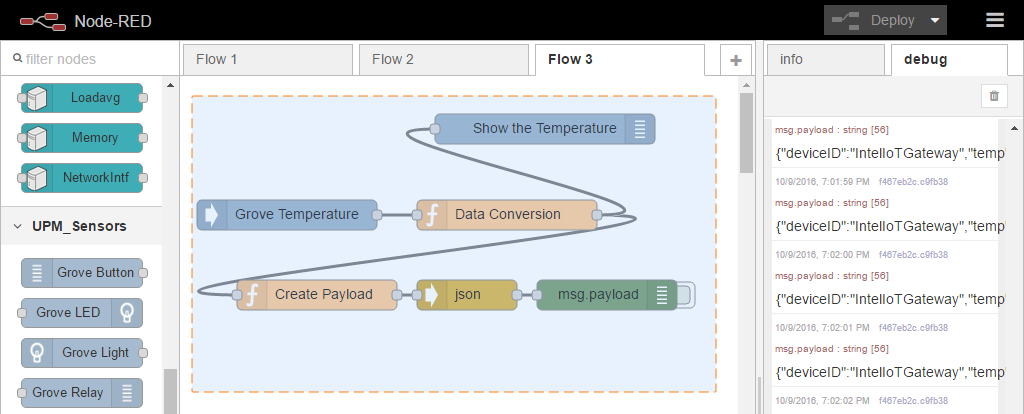 Node-RED
Deploy
filter nodes
Flow 1
Flow 2
Flow 3
+
info
debug
Loadavg
Memory
NetworkIntf
UPM_Sensors
Grove Button
Grove LED
Grove Light
Grove Relay
Show the Temperature
Grove Temperature
f
Data Conversion
f
Create Payload
json
msg.payload
msg.payload : string [56]
{"deviceID":"IntelIoTGateway","temp
10/9/2016, 7:01:59 PM f467eb2c.c9fb38
msg.payload : string [56]
{"deviceID":"IntelIoTGateway","temp
10/9/2016, 7:02:00 PM f467eb2c.c9fb38
msg.payload : string [56]
{"deviceID":"IntelIoTGateway","temp
10/9/2016, 7:02:01 PM f467eb2c.c9fb38
msg.payload : string [56]
{"deviceID":"IntelIoTGateway","temp
10/9/2016, 7:02:02 PM f467eb2c.c9fb38